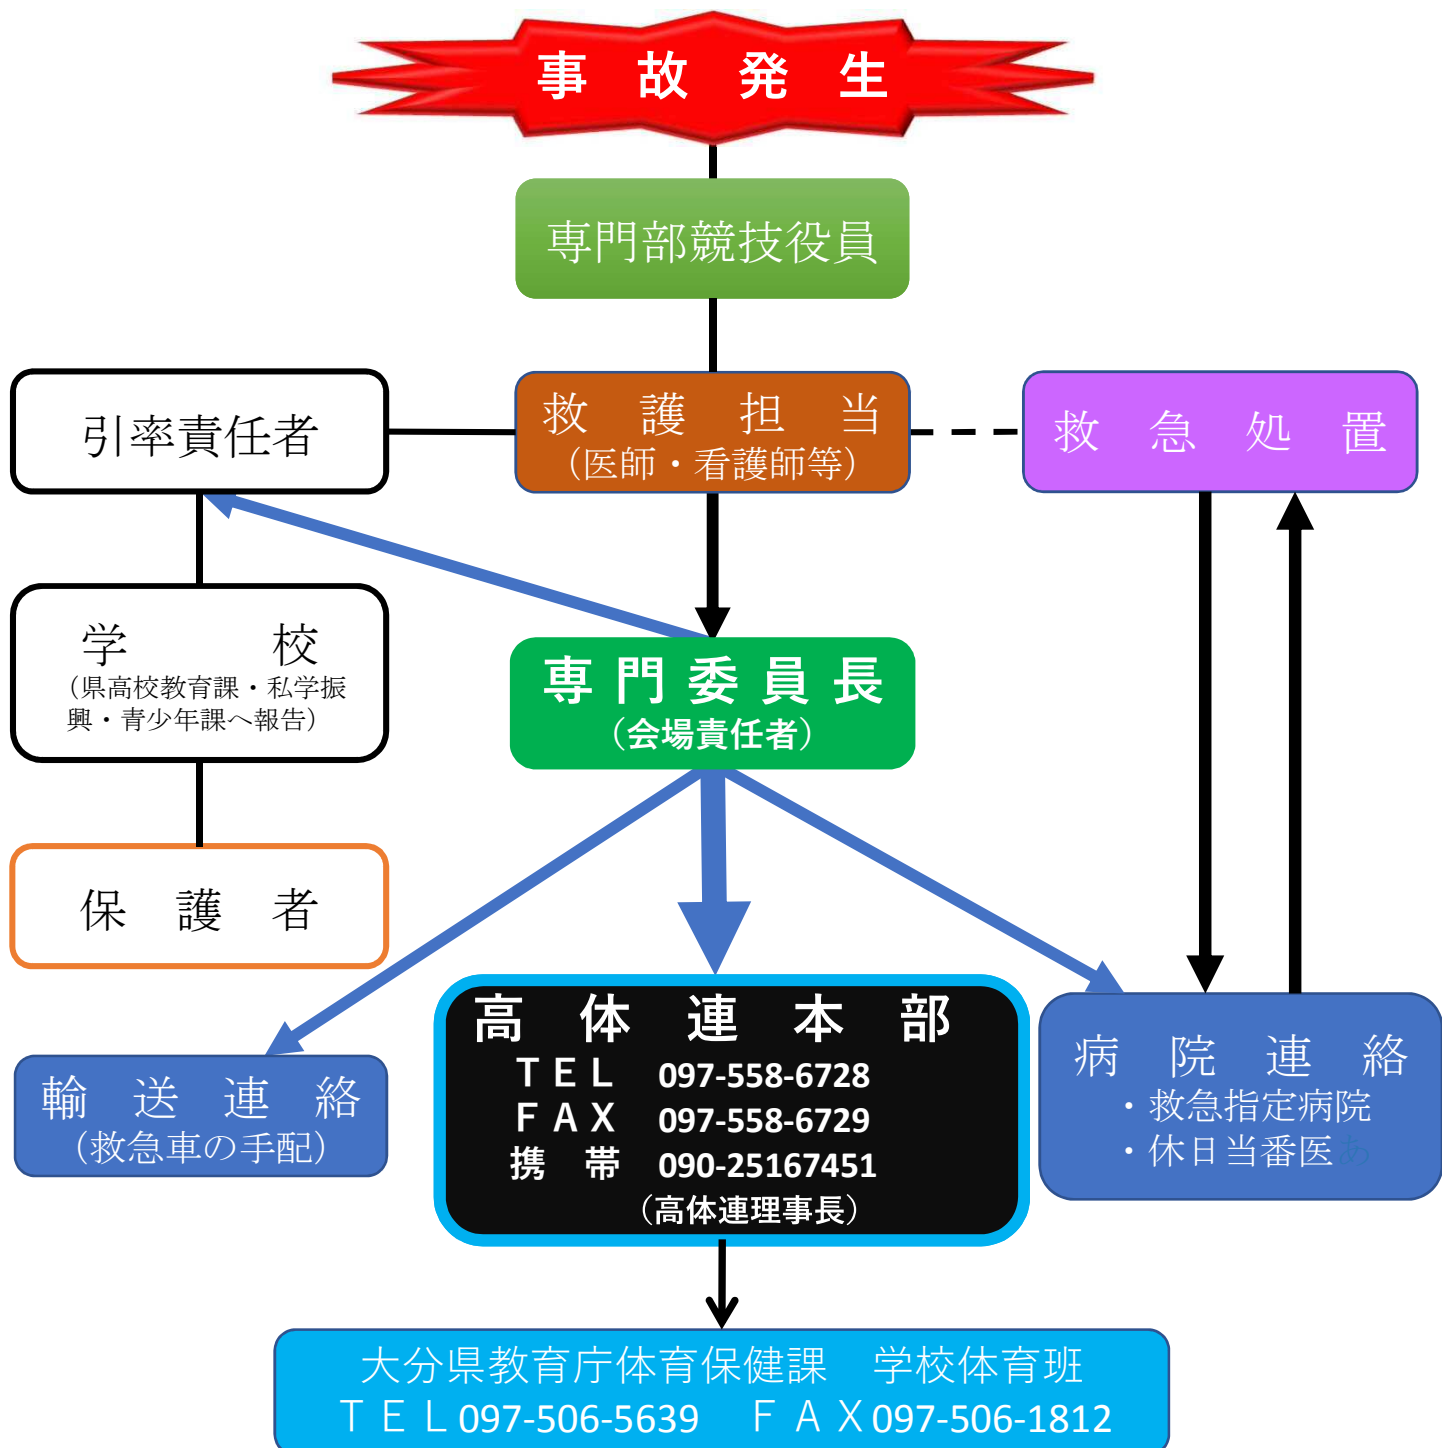 事　故　発　生
専門部競技役員
引率責任者
救　護　担　当
（医師・看護師等）
救　急　処　置
学　　　校
（県高校教育課・私学振
興・青少年課へ報告）
専門委員長
（会場責任者）
保　護　者
高　体　連　本　部
ＴＥＬ　097-558-6728
ＦＡＸ　097-558-6729
携　帯　090-25167451
（高体連理事長）
輸　送　連　絡
（救急車の手配）
病　院　連　絡
・救急指定病院
・休日当番医あ
大分県教育庁体育保健課　学校体育班
ＴＥＬ097-506-5639　ＦＡＸ097-506-1812